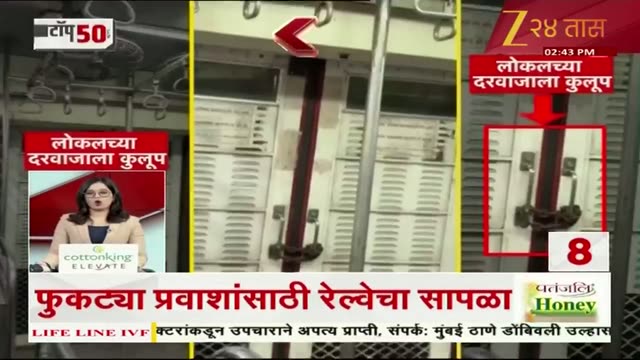 टॉप 50
Z २४ तास
02:43 PM
लोकलच्या
दरवाजाला कुलूप
लोकलच्या
दरवाजाला कुलूप
cottonking
ELEVATE
8
फुकट्या प्रवाशांसाठी रेल्वेचा सापळा
पतंजलि
Honey
LIFE LINE IVF
क्टरांकडून उपचाराने अपत्य प्राप्ती, संपर्क: मुंबई ठाणे डोंबिवली उल्हास